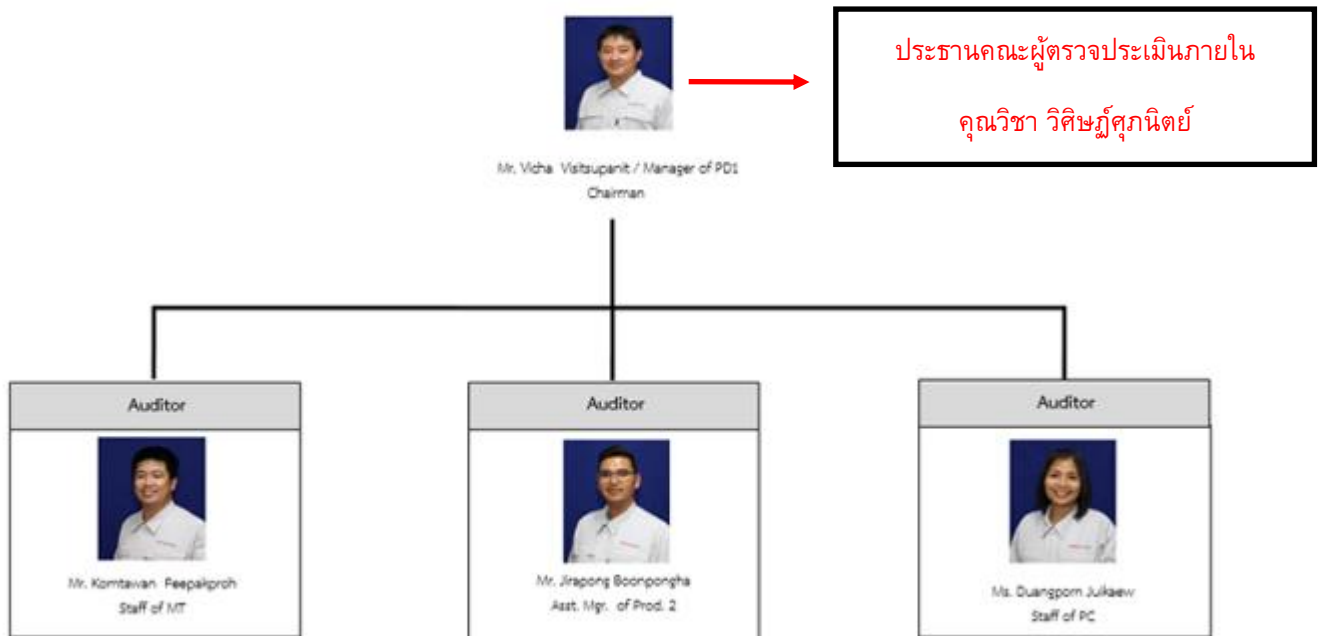 ประธานคณะผู้ตรวจประเมินภายใน
คุณวิชา วิศิษฏ์ศุภนิตย์
Mr. Vicha Visitsupanit / Manager of PD1
Chairman
Auditor
Auditor
Auditor
Mr. Komtawan Peepakproh
Staff of MT
Mr. Jirapong Boonpongha
Asst. Mgr. of Prod. 2
Ms. Duangporn Juikaew
Staff of PC